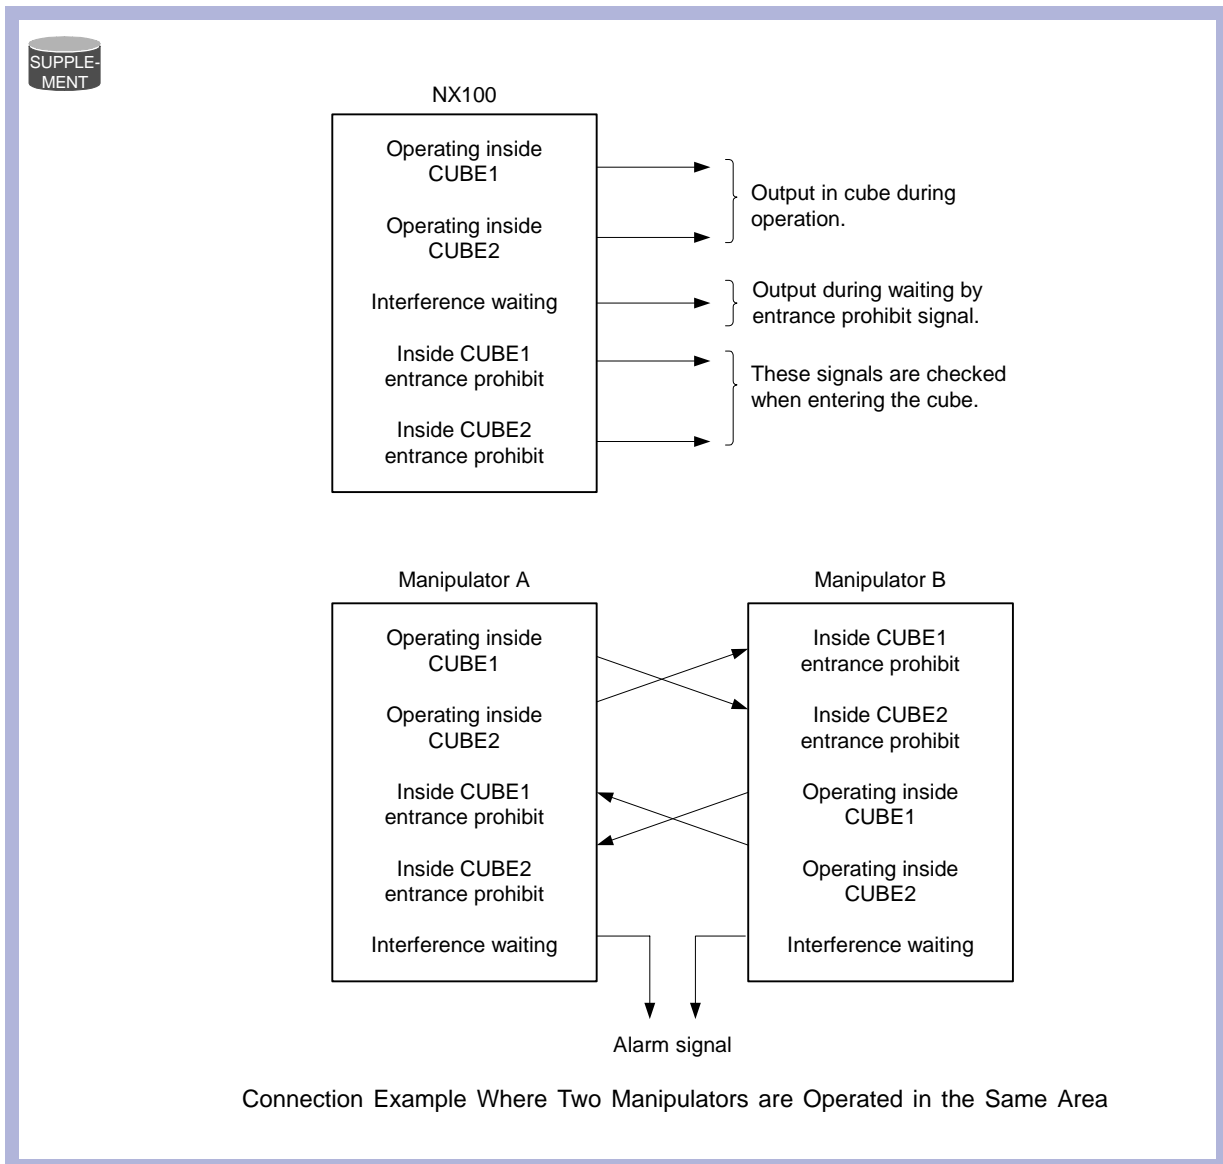 SUPPLE-
MENT
NX100
Operating inside
CUBE1
Operating inside
CUBE2
Interference waiting
Inside CUBE1
entrance prohibit
Inside CUBE2
entrance prohibit
Output in cube during
operation.
Output during waiting by
entrance prohibit signal.
These signals are checked
when entering the cube.
Manipulator A
Operating inside
CUBE1
Operating inside
CUBE2
Inside CUBE1
entrance prohibit
Inside CUBE2
entrance prohibit
Interference waiting
Manipulator B
Inside CUBE1
entrance prohibit
Inside CUBE2
entrance prohibit
Operating inside
CUBE1
Operating inside
CUBE2
Interference waiting
Alarm signal
Connection Example Where Two Manipulators are Operated in the Same Area